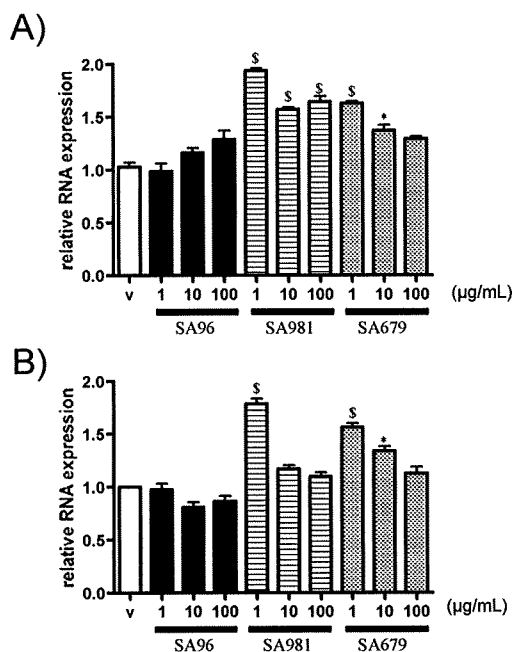 A)
relative RNA expression
2.0
1.5
1.0
0.5
0.0
$ $ $ $ *
v 1 10 100 1 10 100 1 10 100 (µg/mL)
SA96 SA981 SA679
B)
relative RNA expression
2.0
1.5
1.0
0.5
0.0
$ $ *
v 1 10 100 1 10 100 1 10 100 (µg/mL)
SA96 SA981 SA679